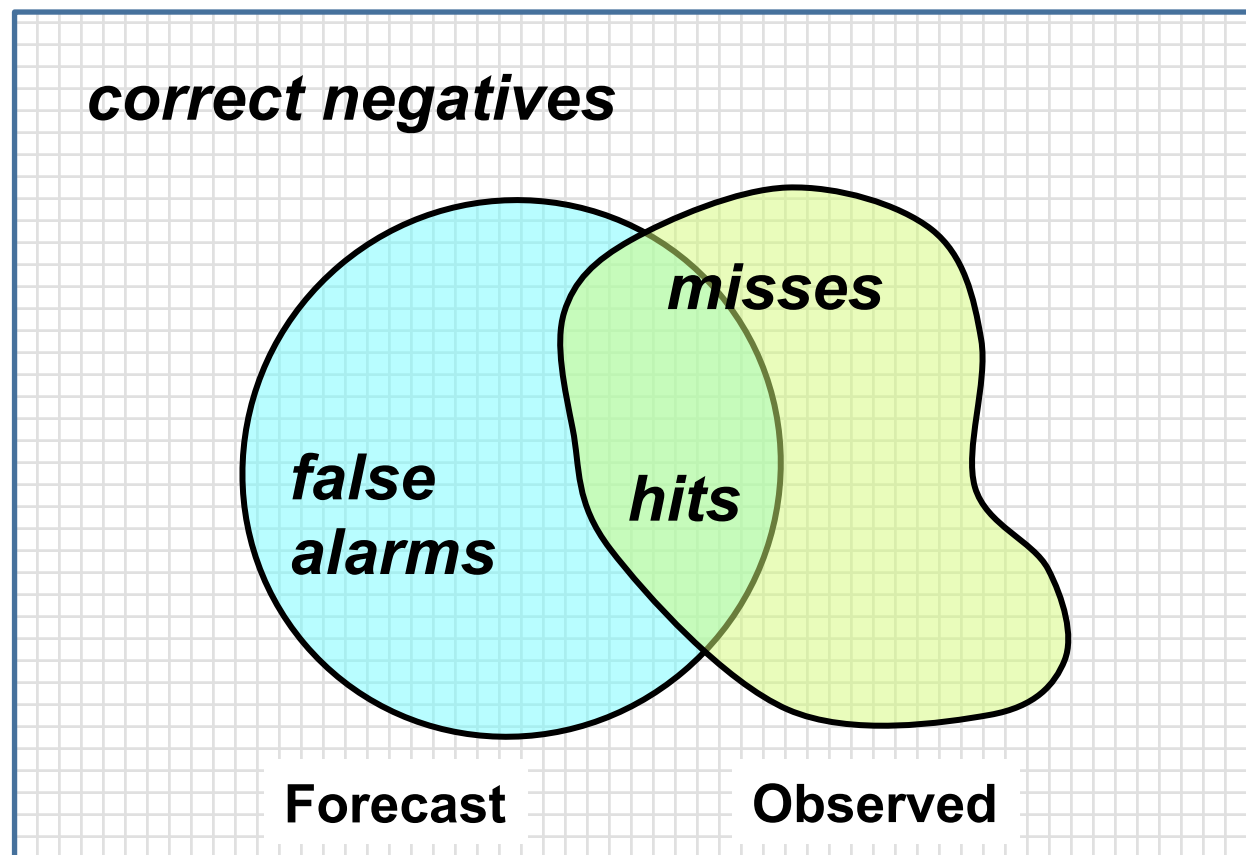 correct negatives
misses
false
alarms
hits
Forecast
Observed